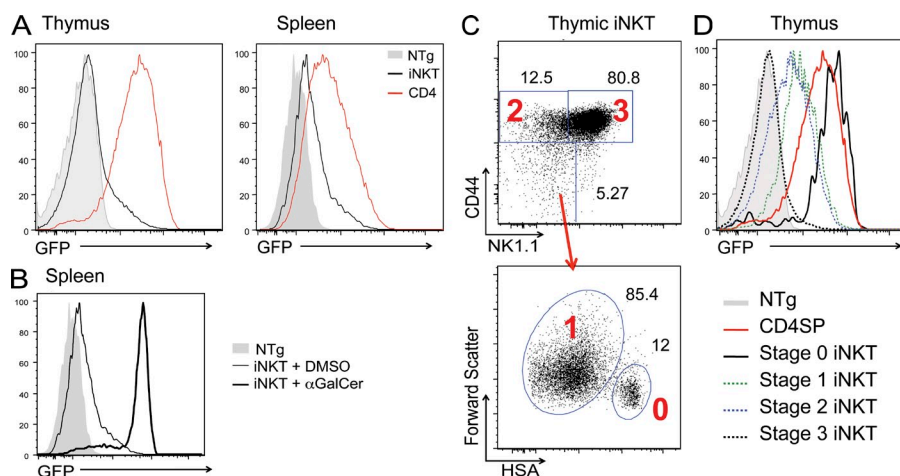 A Thymus Spleen
100
80
60
40
20
0
GFP
100
80
60
40
20
0
GFP
NTg
iNKT
CD4
B Spleen
100
80
60
40
20
0
GFP
NTg
iNKT + DMSO
iNKT + αGalCer
C Thymic iNKT
12.5 80.8
2 3
5.27
CD44
NK1.1
85.4
1
12
0
Forward Scatter
HSA
D Thymus
100
80
60
40
20
0
GFP
NTg
CD4SP
Stage 0 iNKT
Stage 1 iNKT
Stage 2 iNKT
Stage 3 iNKT